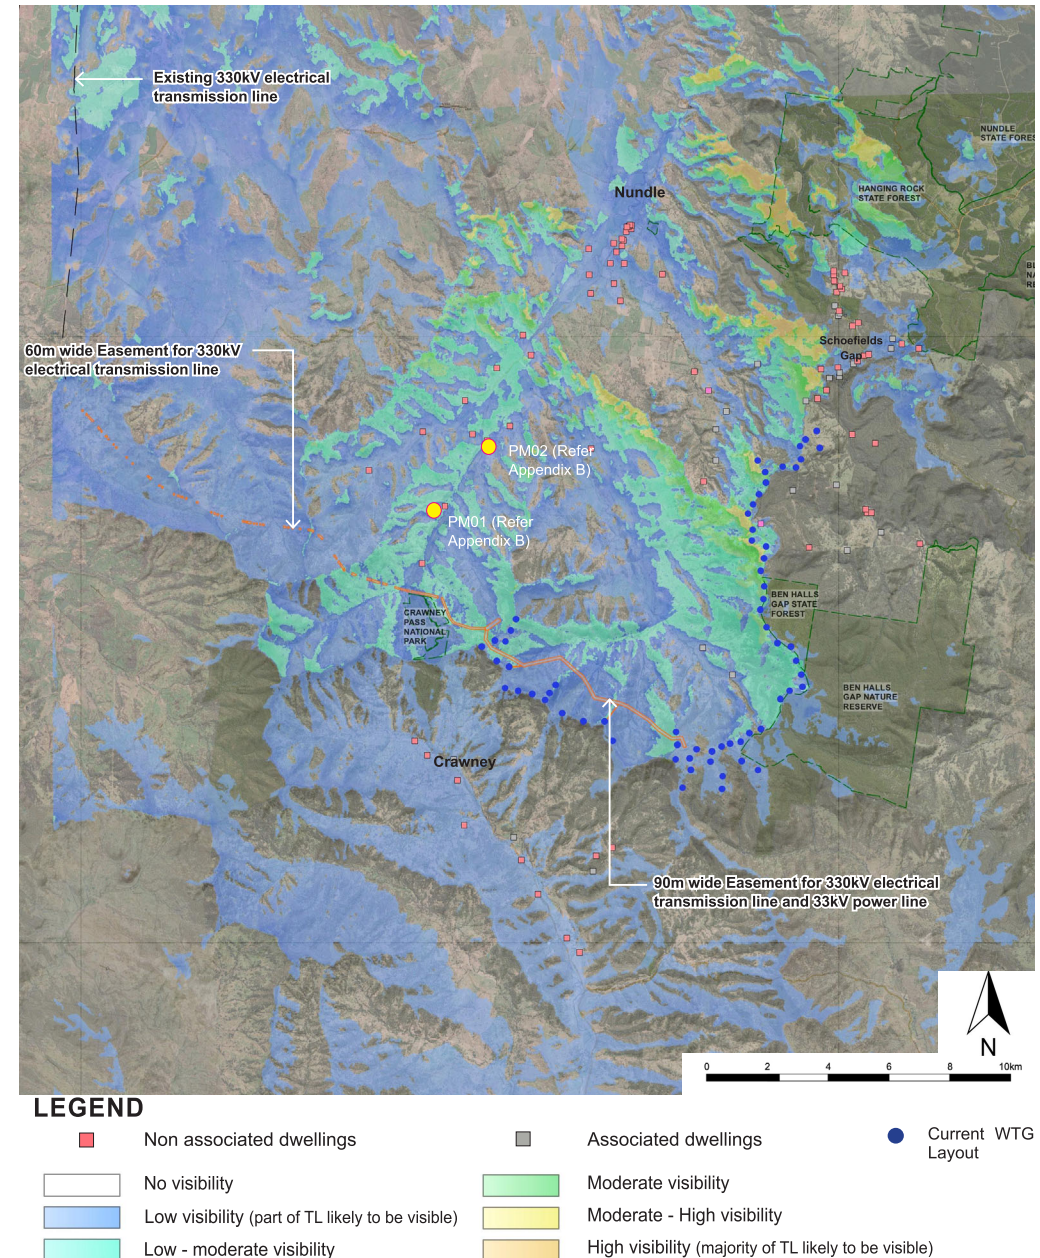 Existing 330kV electrical
transmission line
NUNDLE
STATE FORES
Nundle
HANGING ROCK
STATE FOREST
BL
NA
RE
Schoefields
Gap
60m wide Easement for 330kV
electrical transmission line
PM02 (Refer
Appendix B)
PM01 (Refer
Appendix B)
CRAWNEY
PASS
NATIONAL
PARK
BEN HALLS
GAP STATE
FOREST
BEN HALLS
GAP NATURE
RESERVE
Crawney
90m wide Easement for 330kV electrical
transmission line and 33kV power line
N
0 2 4 6 8 10km
LEGEND
Non associated dwellings
Associated dwellings
Current WTG
Layout
No visibility
Moderate visibility
Low visibility (part of TL likely to be visible)
Moderate - High visibility
Low - moderate visibility
High visibility (majority of TL likely to be visible)